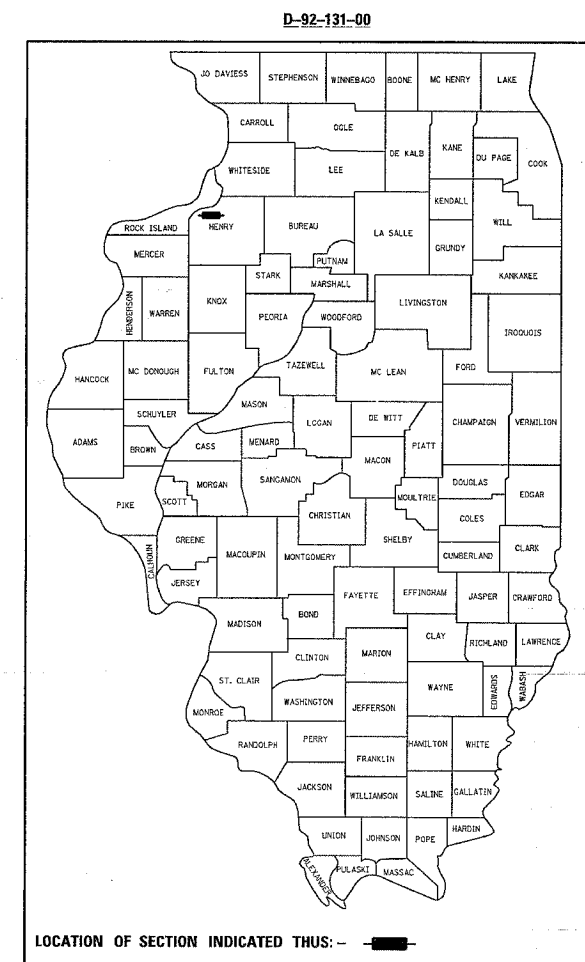 D-92-131-00
JO DAVIESS STEPHENSON WINNEBAGO BOONE MC HENRY LAKE
CARROLL OGLE DE KALB KANE DU PAGE COOK
WHITESIDE LEE
KENDALL WILL
ROCK ISLAND HENRY BUREAU LA SALLE
MERCER PUTNAM GRUNDY
STARK MARSHALL KANKAKEE
HENDERSON WARREN KNOX PEORIA WOODFORD LIVINGSTON
IROQUOIS
HANCOCK MC DONOUGH FULTON TAZEWELL MC LEAN FORD
MASON
SCHUYLER LOGAN DE WITT CHAMPAIGN VERMILION
ADAMS BROWN CASS MENARD PIATT
MACON
MORGAN SANGAMON DOUGLAS
PIKE SCOTT CHRISTIAN MOULTRIE EDGAR
COLES
GREENE SHELBY
CALHOUN MACOUPIN MONTGOMERY CUMBERLAND CLARK
JERSEY
FAYETTE EFFINGHAM JASPER CRAWFORD
MADISON BOND
CLAY RICHLAND LAWRENCE
CLINTON MARION
ST. CLAIR WAYNE EDWARDS WABASH
WASHINGTON JEFFERSON
MONROE
RANDOLPH PERRY HAMILTON WHITE
FRANKLIN
JACKSON WILLIAMSON SALINE GALLATIN
UNION JOHNSON POPE HARDIN
ALEXANDER PULASKI MASSAC
LOCATION OF SECTION INDICATED THUS: -